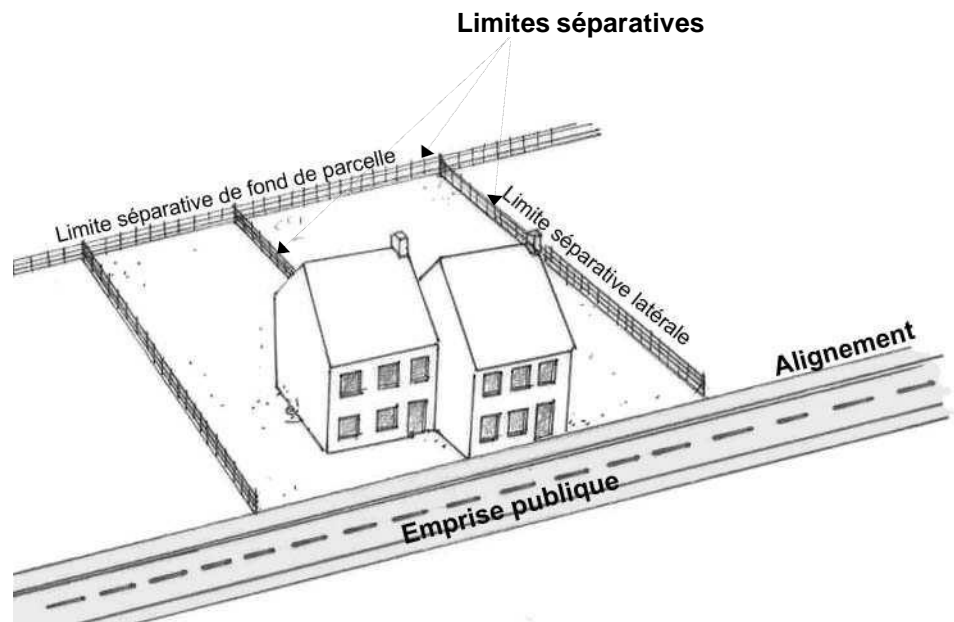 Limites séparatives
Limite séparative de fond de parcelle
Limite séparative latérale
Alignement
Emprise publique